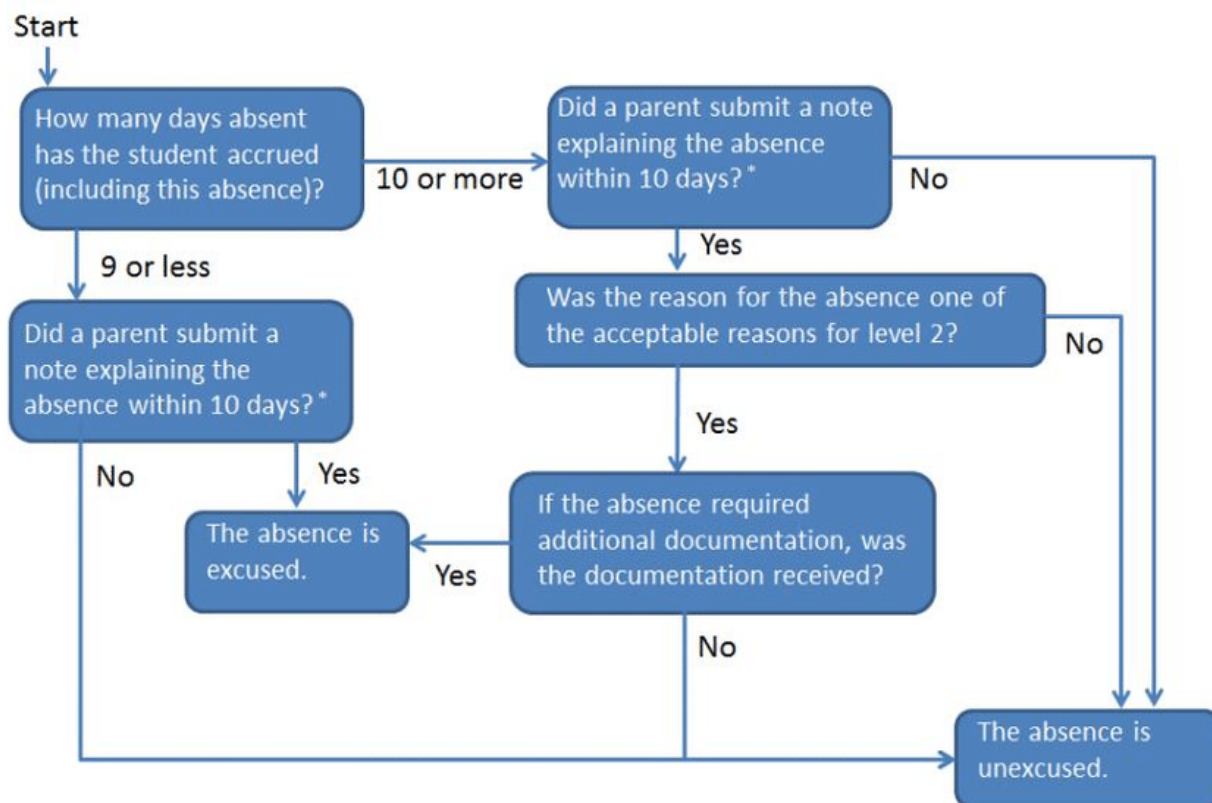 Start
How many days absent
has the student accrued
(including this absence)?
10 or more
Did a parent submit a note
explaining the absence
within 10 days?*
No
9 or less
Yes
Was the reason for the absence one of
the acceptable reasons for level 2?
No
Did a parent submit a
note explaining the
absence within 10 days?*
No
Yes
Yes
If the absence required
additional documentation, was
the documentation received?
Yes
No
The absence is
excused.
The absence is
unexcused.